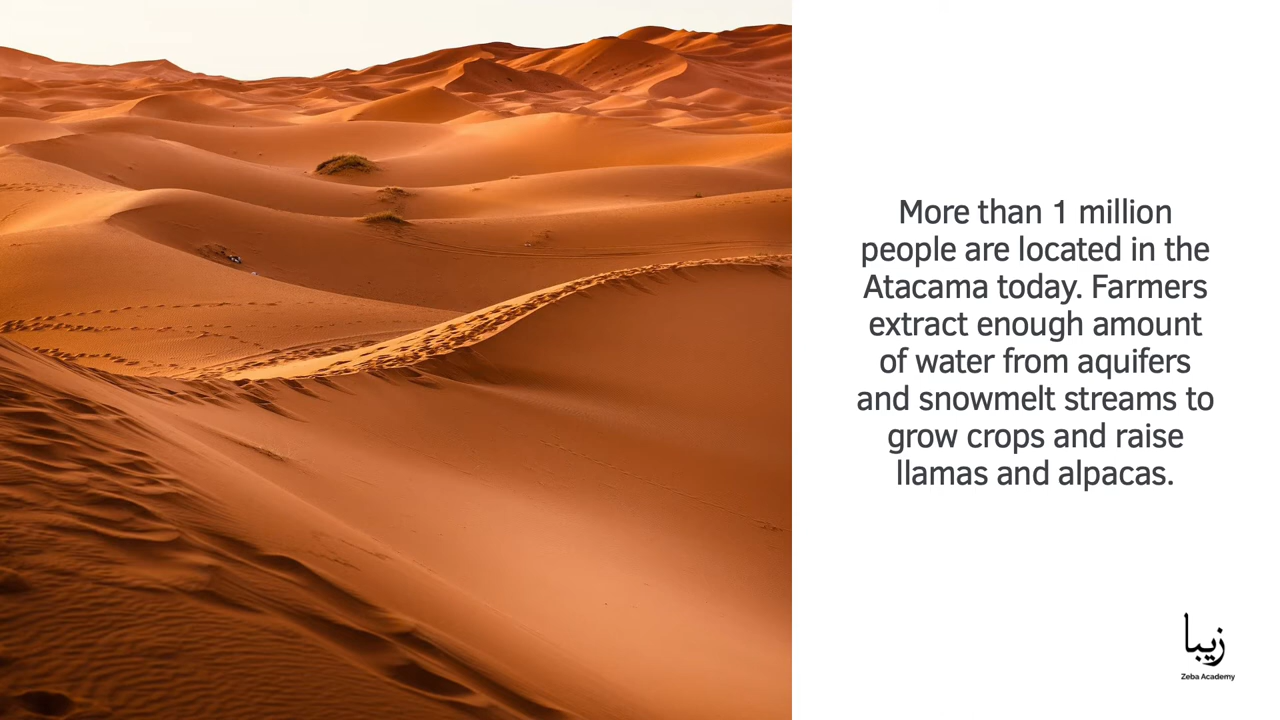 More than 1 million
people are located in the
Atacama today. Farmers
extract enough amount
of water from aquifers
and snowmelt streams to
grow crops and raise
llamas and alpacas.
زيبا
Zeba Academy